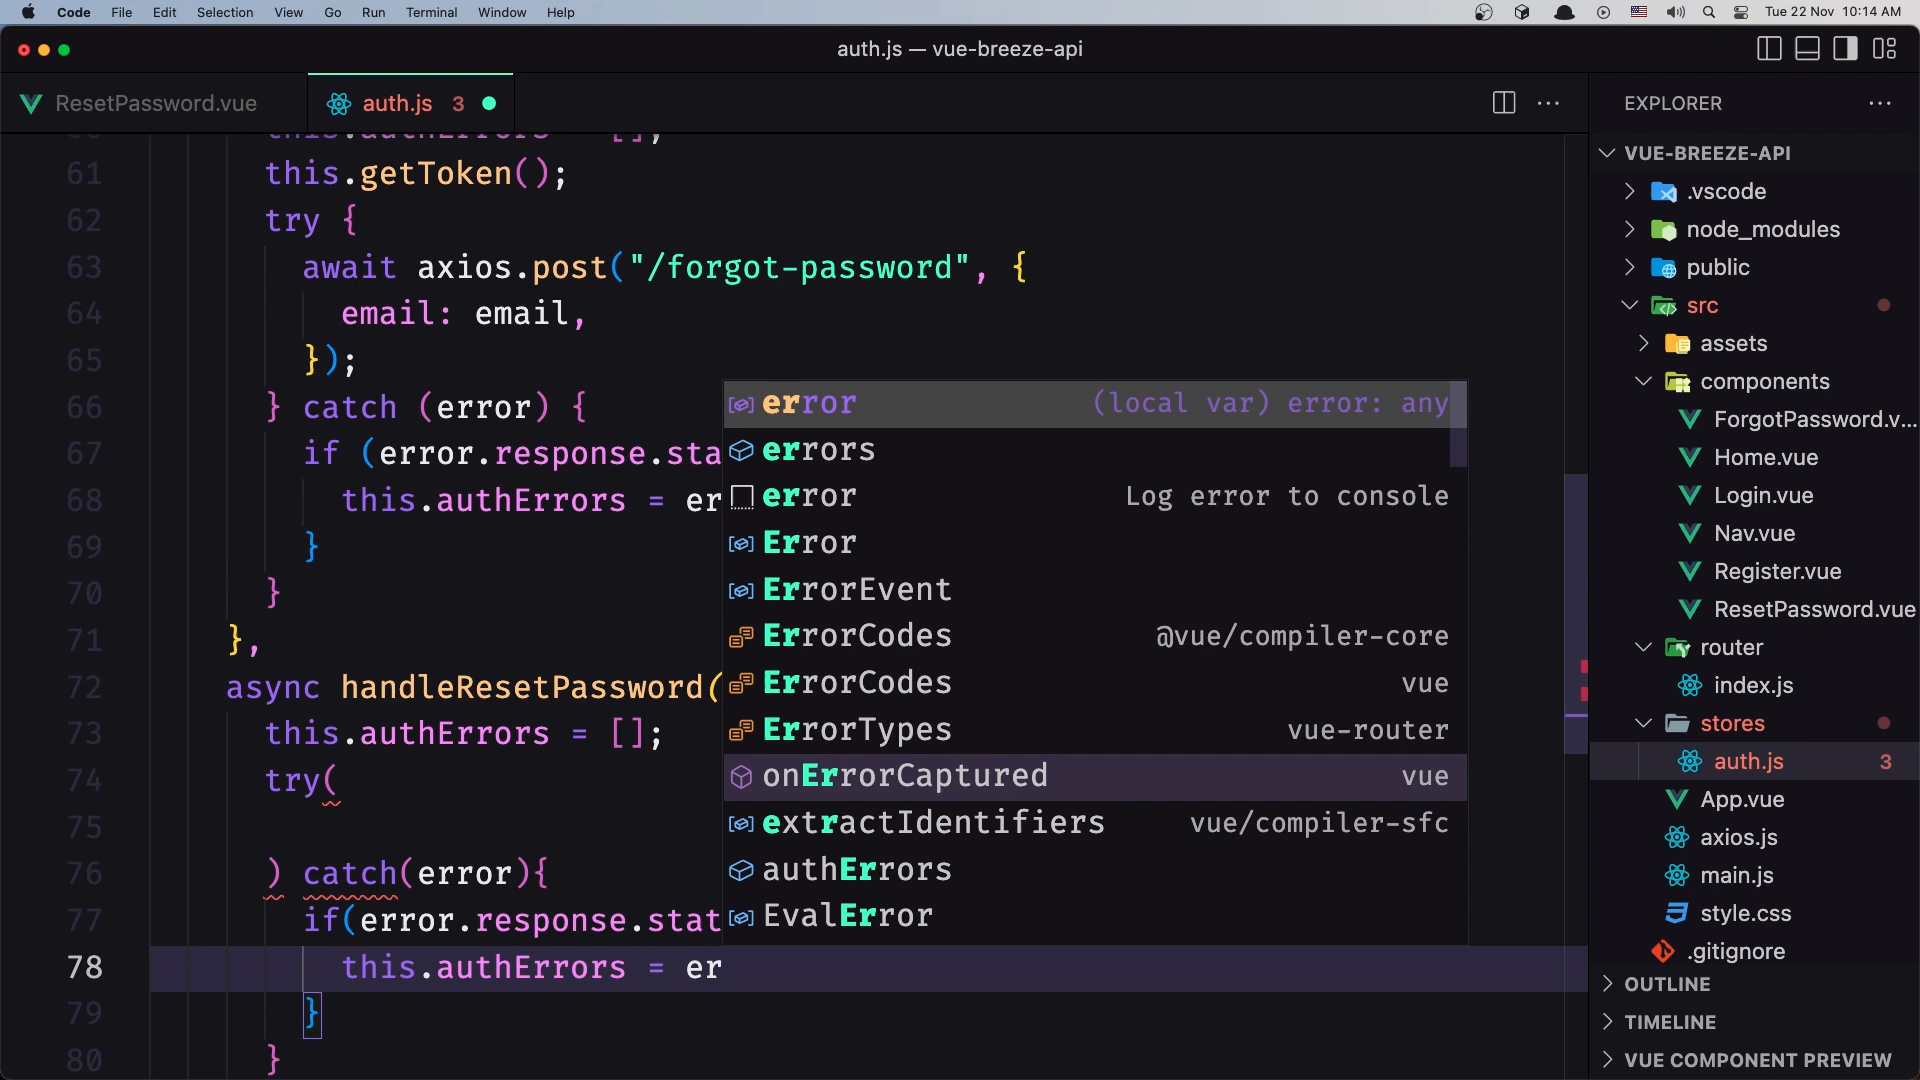 Code File Edit Selection View Go Run Terminal Window Help Tue 22 Nov 10:14 AM
auth.js — vue-breeze-api
ResetPassword.vue auth.js 3
EXPLORER
this.authErrors = [];
61 this.getToken();
62 try {
63 await axios.post("/forgot-password", {
64 email: email,
65 });
66 } catch (error) {
67 if (error.response.sta
68 this.authErrors = er
69 }
70 }
71 },
72 async handleResetPassword(
73 this.authErrors = [];
74 try(
75
76 ) catch(error){
77 if(error.response.stat
78 this.authErrors = er
79 }
80 }
error (local var) error: any
errors
error Log error to console
Error
ErrorEvent
ErrorCodes @vue/compiler-core
ErrorCodes vue
ErrorTypes vue-router
onErrorCaptured vue
extractIdentifiers vue/compiler-sfc
authErrors
EvalError
VUE-BREEZE-API
.vscode
node_modules
public
src
assets
components
ForgotPassword.v...
Home.vue
Login.vue
Nav.vue
Register.vue
ResetPassword.vue
router
index.js
stores
auth.js 3
App.vue
axios.js
main.js
style.css
.gitignore
OUTLINE
TIMELINE
VUE COMPONENT PREVIEW